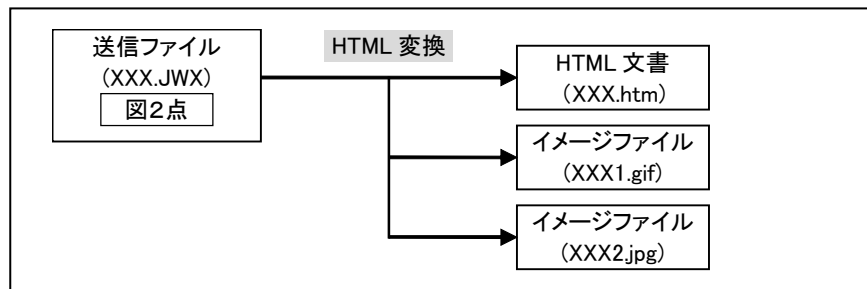 送信ファイル
(XXX.JWX)
図2点
HTML 変換
HTML 文書
(XXX.htm)
イメージファイル
(XXX1.gif)
イメージファイル
(XXX2.jpg)